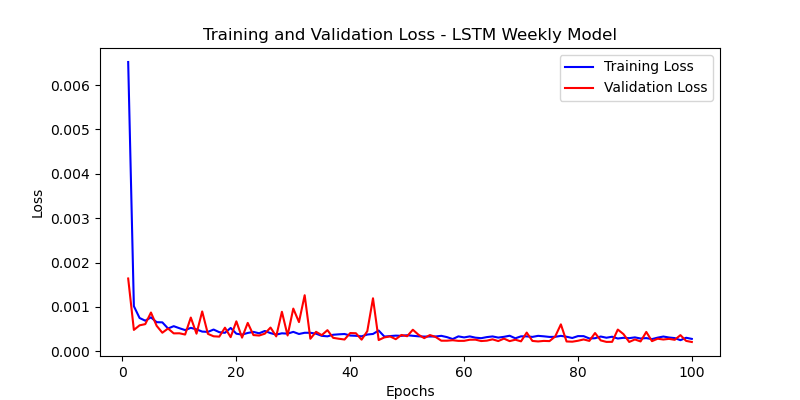 Training and Validation Loss - LSTM Weekly Model
Training Loss
Validation Loss
0.006
0.005
0.004
0.003
0.002
0.001
0.000
Loss
0 20 40 60 80 100
Epochs